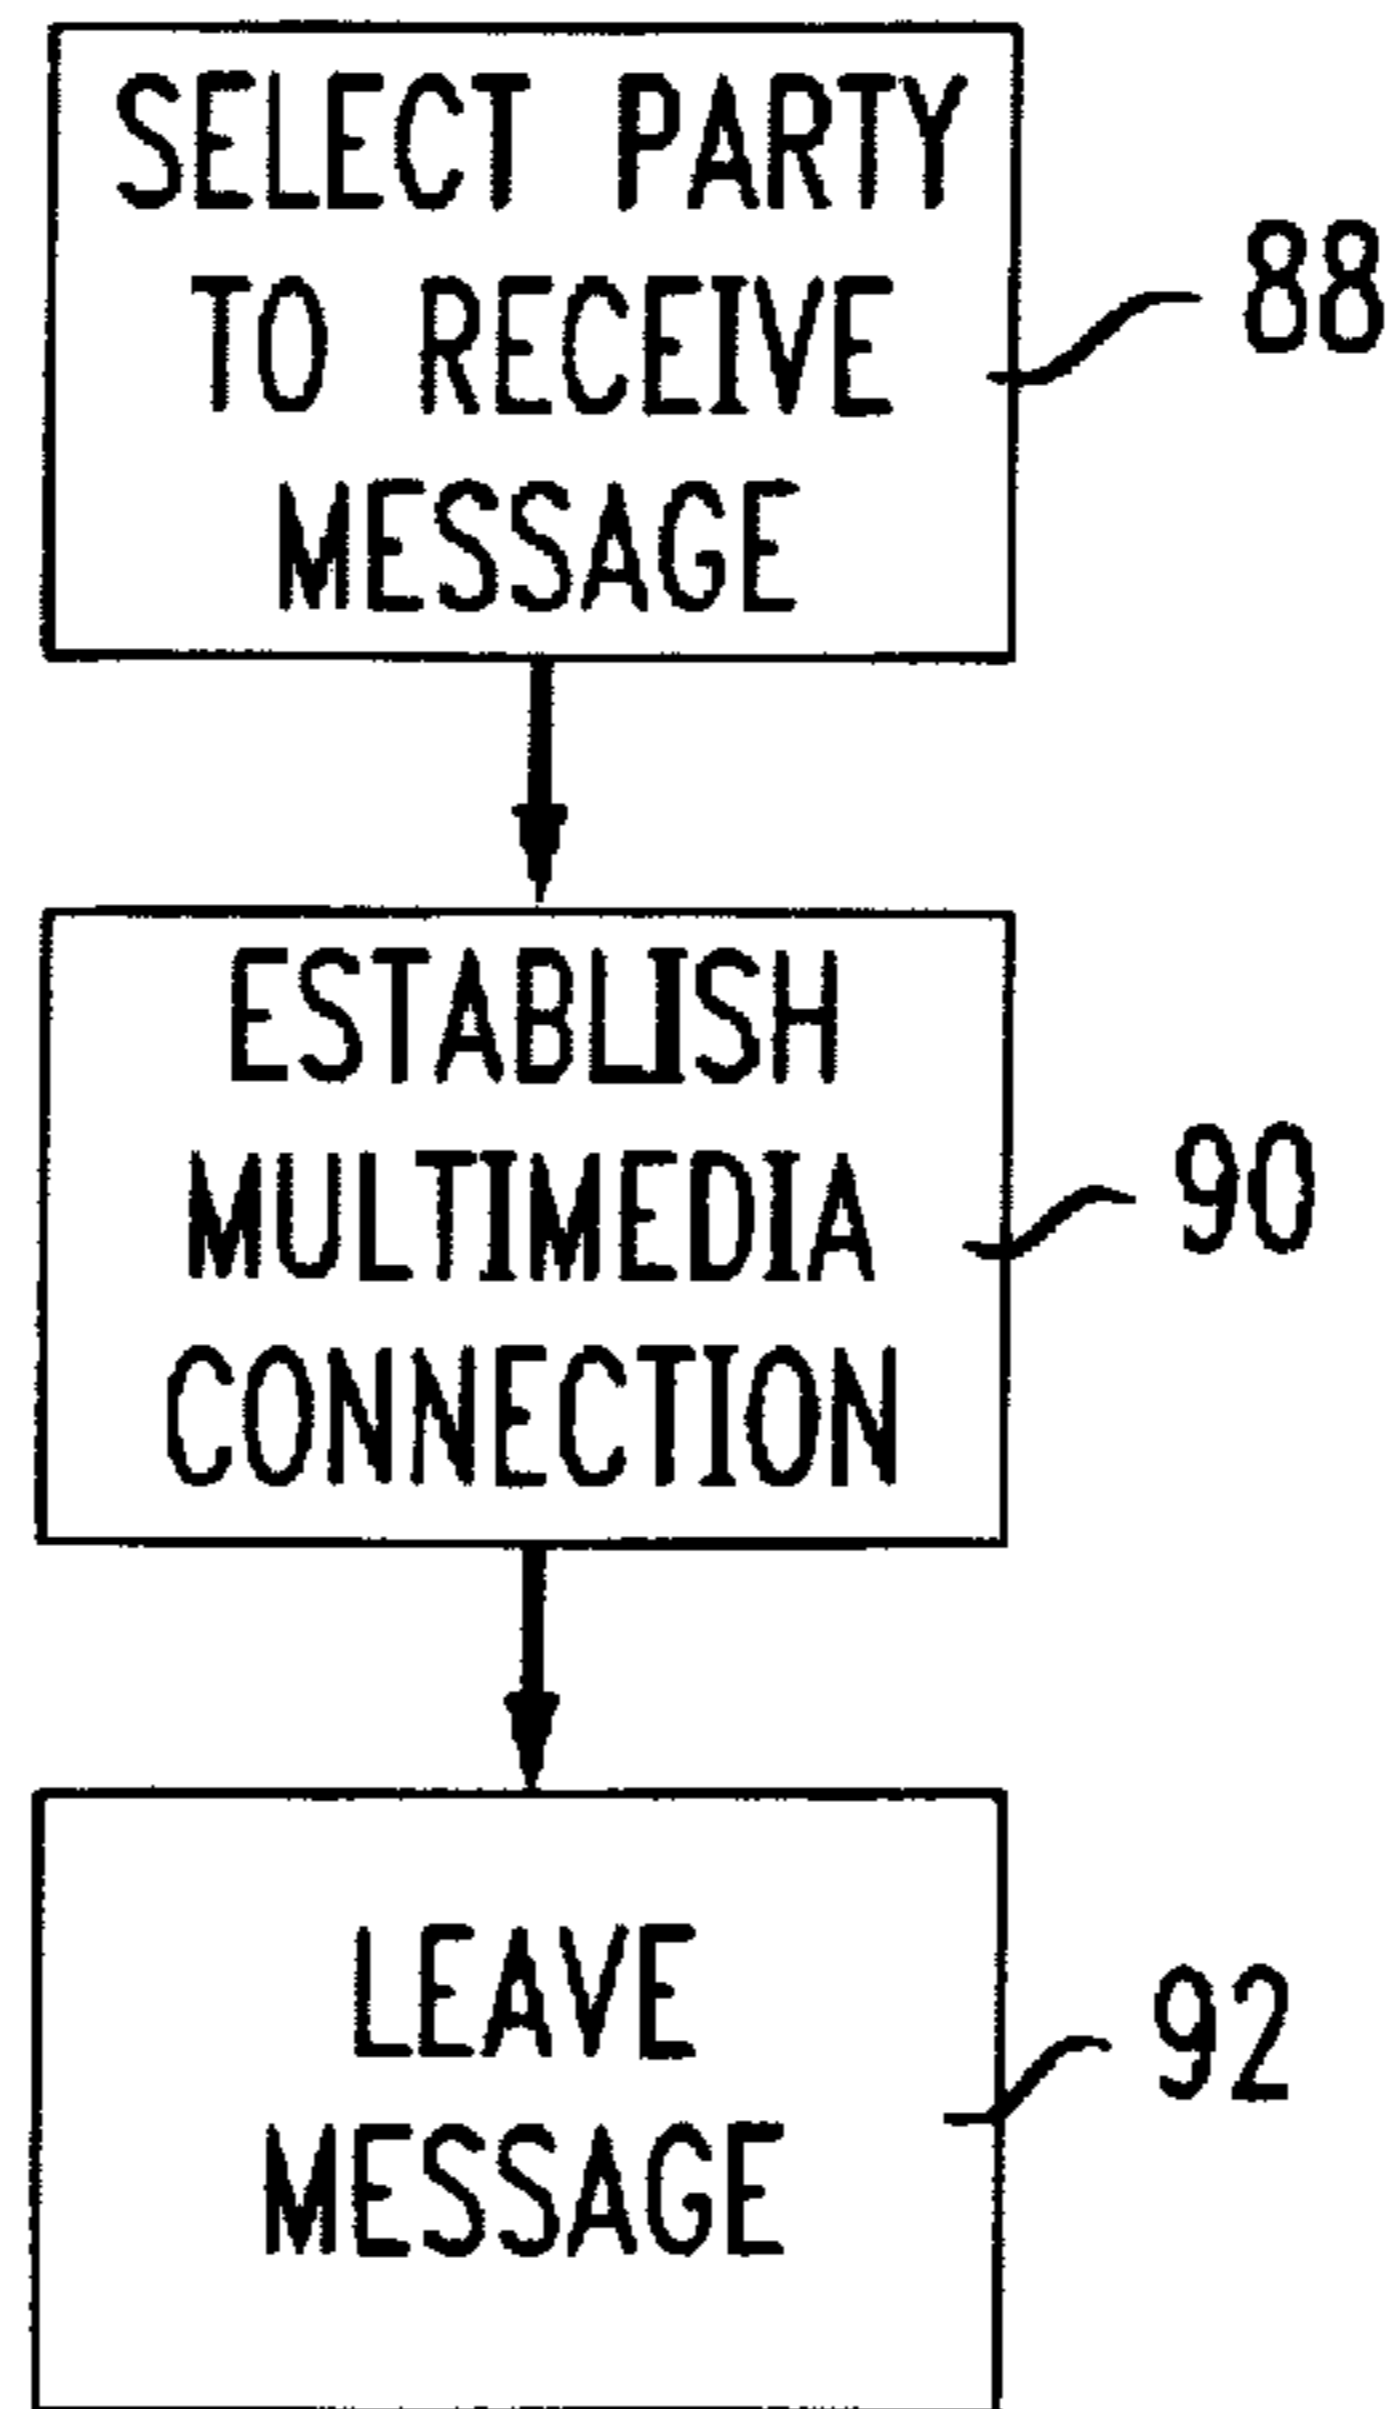 SELECT PARTY
TO RECEIVE
MESSAGE
88
ESTABLISH
MULTIMEDIA
CONNECTION
90
LEAVE
MESSAGE
92